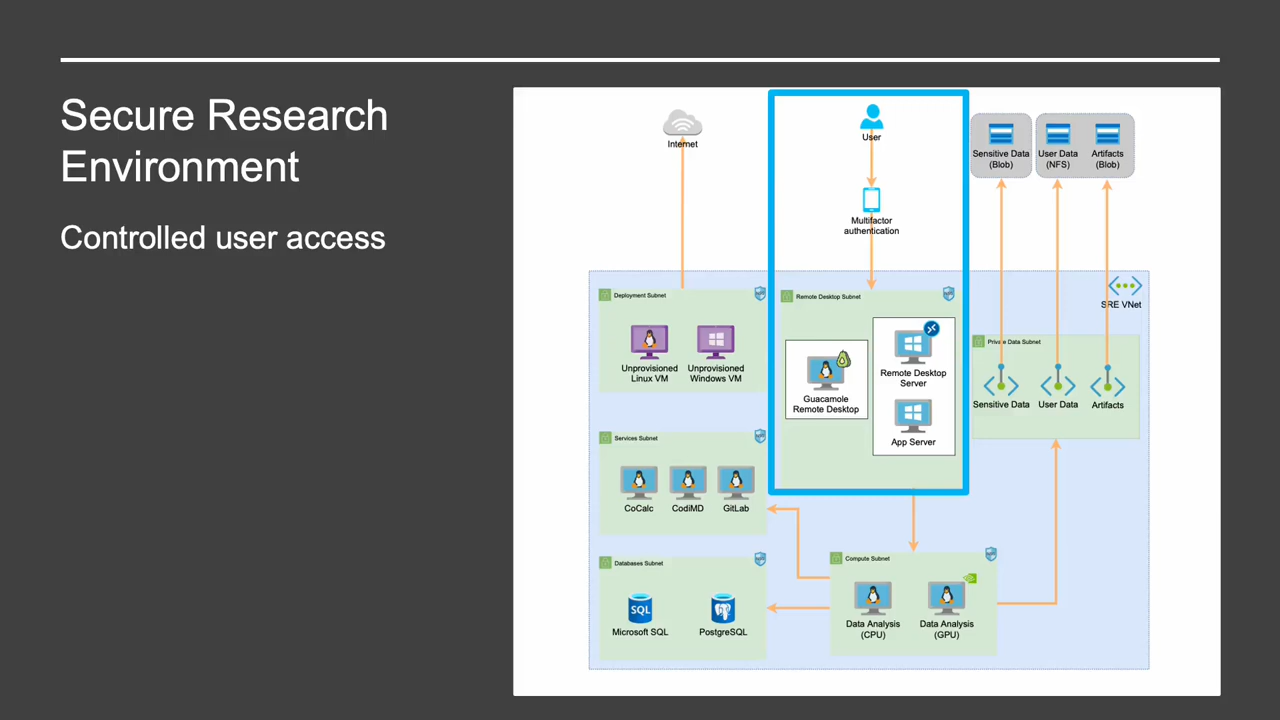 Secure Research
Environment
Controlled user access
Internet
User
Multifactor
authentication
Sensitive Data
(Blob)
User Data
(NFS)
Artifacts
(Blob)
SRE VNet
Deployment Subnet
Unprovisioned
Linux VM
Unprovisioned
Windows VM
Remote Desktop Subnet
Guacamole
Remote Desktop
Remote Desktop
Server
App Server
Private Data Subnet
Sensitive Data
User Data
Artifacts
Services Subnet
CoCalc
CodiMD
GitLab
Databases Subnet
SQL
Microsoft SQL
PostgreSQL
Compute Subnet
Data Analysis
(CPU)
Data Analysis
(GPU)